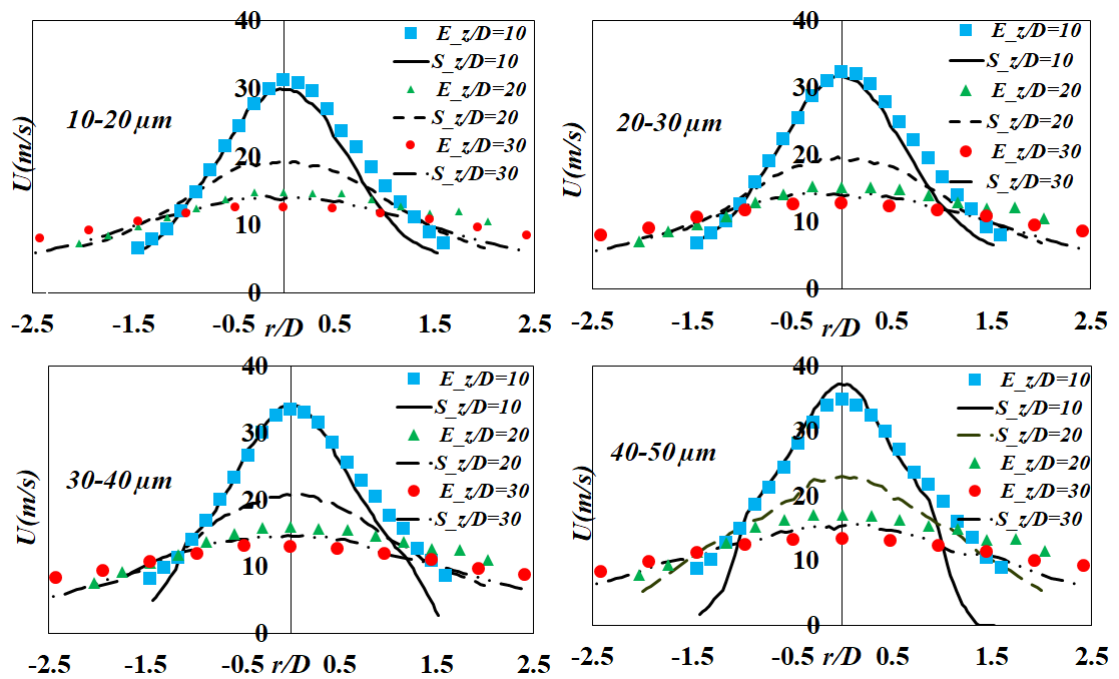 40
E_z/D=10
S_z/D=10
30
E_z/D=20
10-20 µm
S_z/D=20
20
E_z/D=30
S_z/D=30
U(m/s)
10
0
-2.5 -1.5 -0.5 r/D 0.5 1.5 2.5
40
E_z/D=10
S_z/D=10
30
E_z/D=20
20-30 µm
S_z/D=20
20
E_z/D=30
S_z/D=30
U(m/s)
10
0
-2.5 -1.5 -0.5 r/D 0.5 1.5 2.5
40
E_z/D=10
S_z/D=10
30
E_z/D=20
30-40 µm
S_z/D=20
20
E_z/D=30
S_z/D=30
U(m/s)
10
0
-2.5 -1.5 -0.5 r/D 0.5 1.5 2.5
40
E_z/D=10
S_z/D=10
30
S_z/D=20
40-50 µm
E_z/D=20
20
E_z/D=30
S_z/D=30
U(m/s)
10
0
-2.5 -1.5 -0.5 r/D 0.5 1.5 2.5